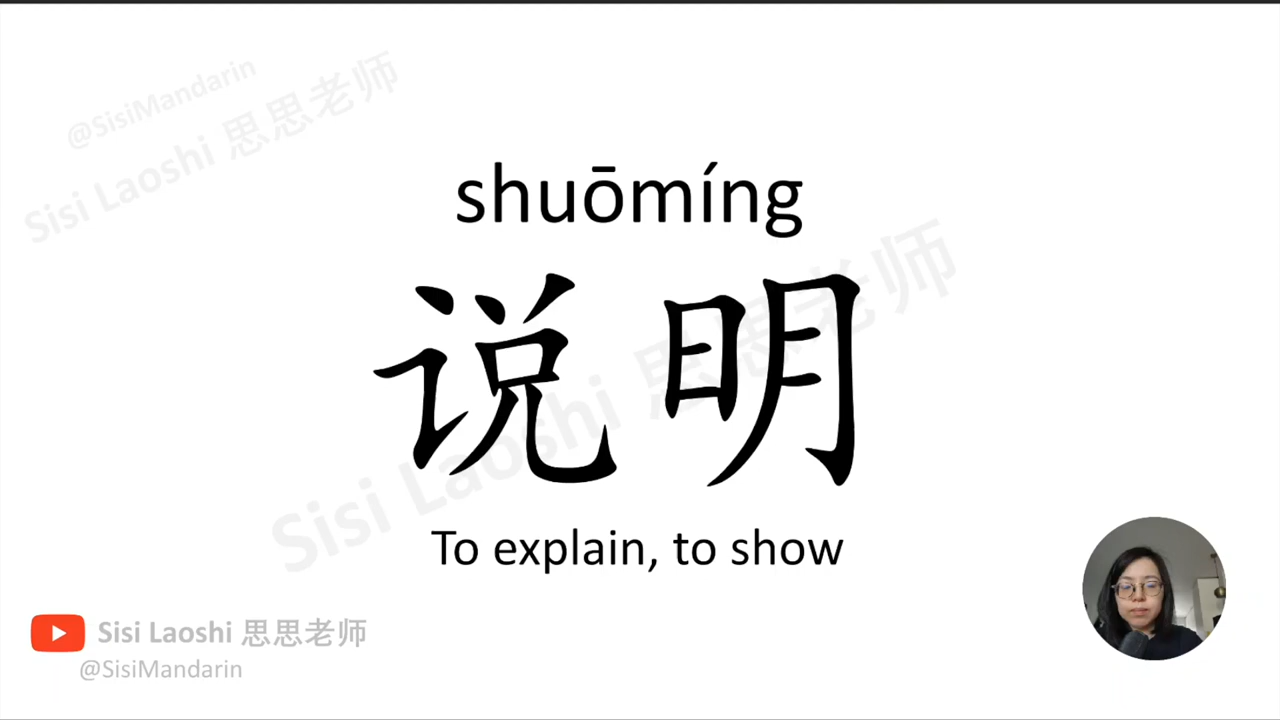 @SisiMandarin
Sisi Laoshi 思思老师
shuōmíng
说明
Sisi Laoshi 思思老师
To explain, to show
Sisi Laoshi 思思老师
@SisiMandarin